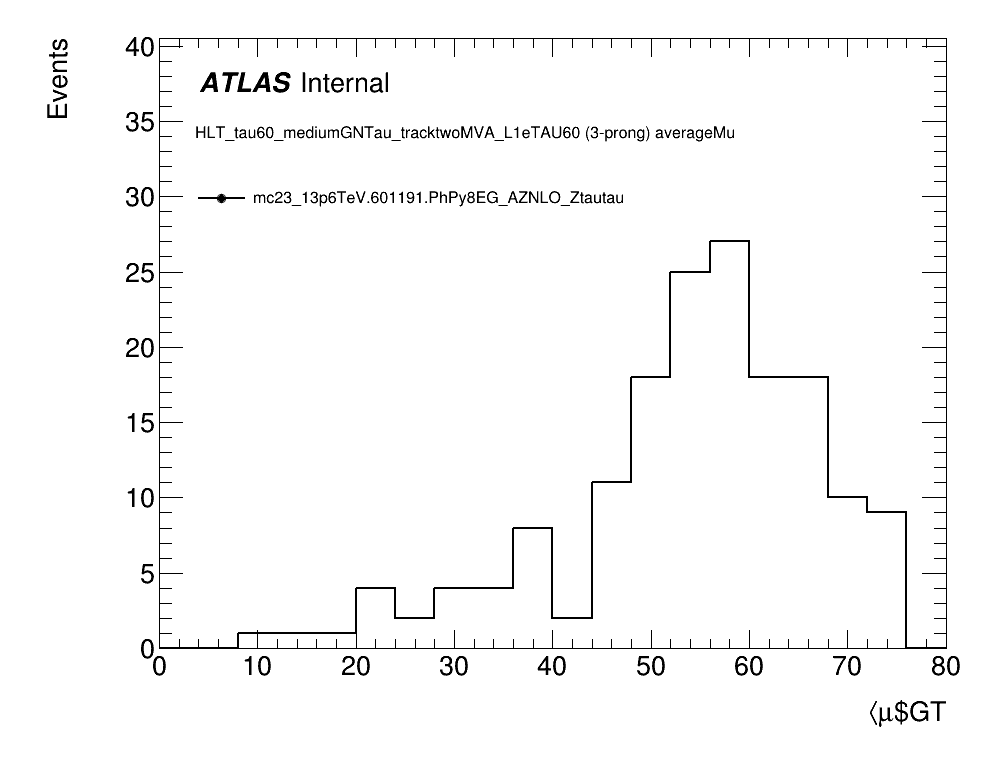 Events
40
35
30
25
20
15
10
5
0
ATLAS Internal
HLT_tau60_mediumGNTau_tracktwoMVA_L1eTAU60 (3-prong) averageMu
mc23_13p6TeV.601191.PhPy8EG_AZNLO_Ztautau
0 10 20 30 40 50 60 70 80
⟨μ$GT